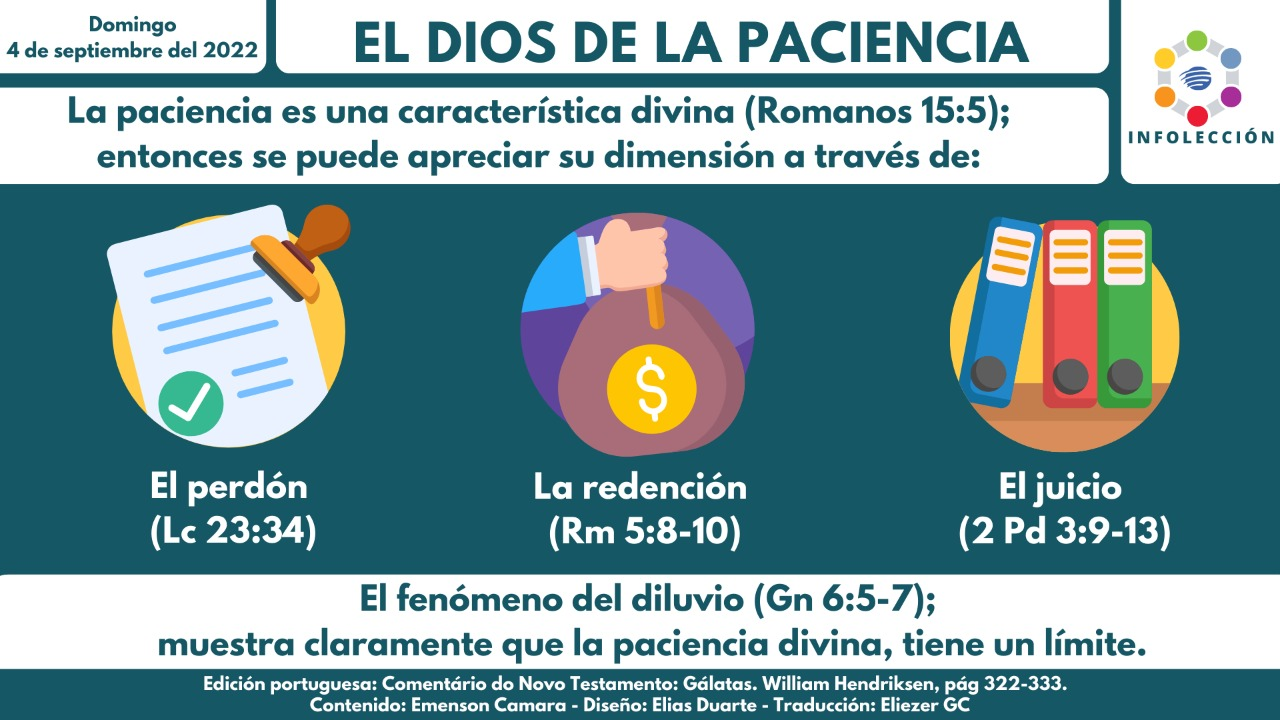 Domingo
4 de septiembre del 2022
EL DIOS DE LA PACIENCIA
INFOLECCIÓN
La paciencia es una característica divina (Romanos 15:5);
entonces se puede apreciar su dimensión a través de:
$
El perdón
(Lc 23:34)
La redención
(Rm 5:8-10)
El juicio
(2 Pd 3:9-13)
El fenómeno del diluvio (Gn 6:5-7);
muestra claramente que la paciencia divina, tiene un límite.
Edición portuguesa: Comentário do Novo Testamento: Gálatas. William Hendriksen, pág 322-333.
Contenido: Emenson Camara - Diseño: Elias Duarte - Traducción: Eliezer GC